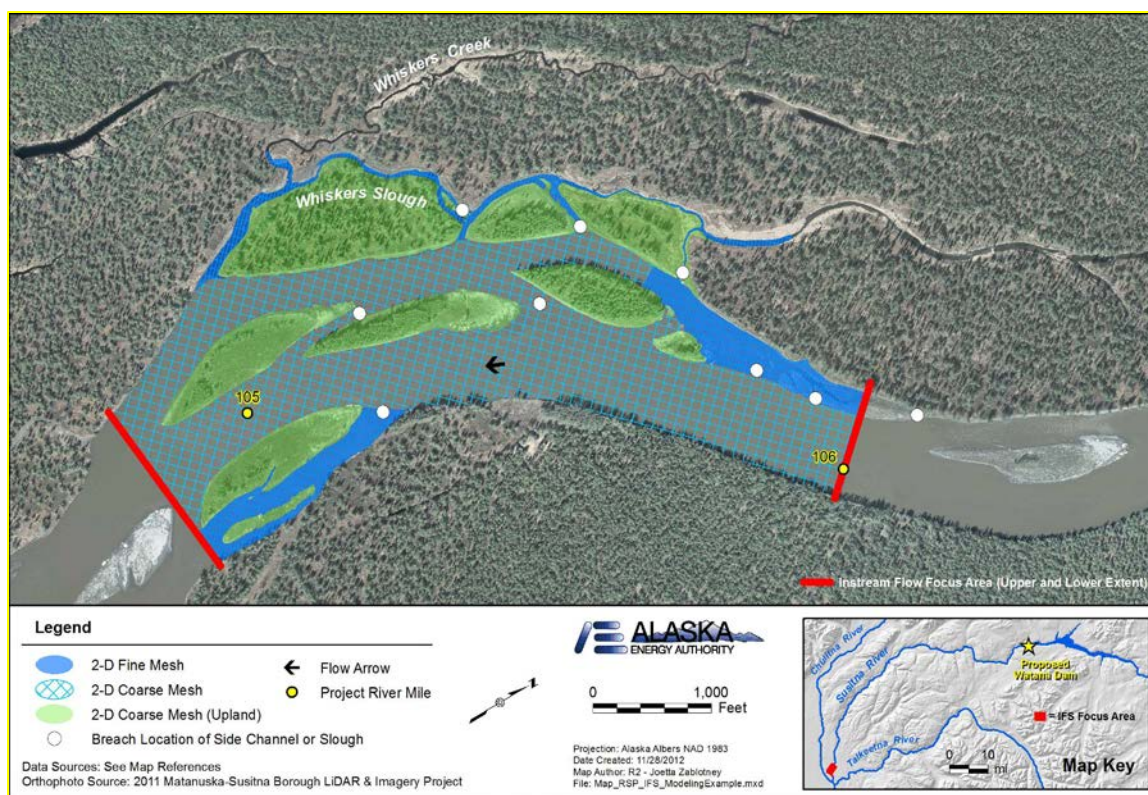 Whiskers Creek
Whiskers Slough
105
106
Instream Flow Focus Area (Upper and Lower Extent)
Legend
2-D Fine Mesh
2-D Coarse Mesh
2-D Coarse Mesh (Upland)
Breach Location of Side Channel or Slough
Flow Arrow
Project River Mile
Data Sources: See Map References
Orthophoto Source: 2011 Matanuska-Susitna Borough LiDAR & Imagery Project
ALASKA
ENERGY AUTHORITY
N
0 1,000
Feet
Projection: Alaska Albers NAD 1983
Date Created: 11/28/2012
Map Author: R2 - Joetta Zablotney
File: Map_RSP_IFS_ModelingExample.mxd
Chulitna River
Susitna River
Talkeetna River
Proposed
Watana Dam
= IFS Focus Area
0 10
mi
Map Key